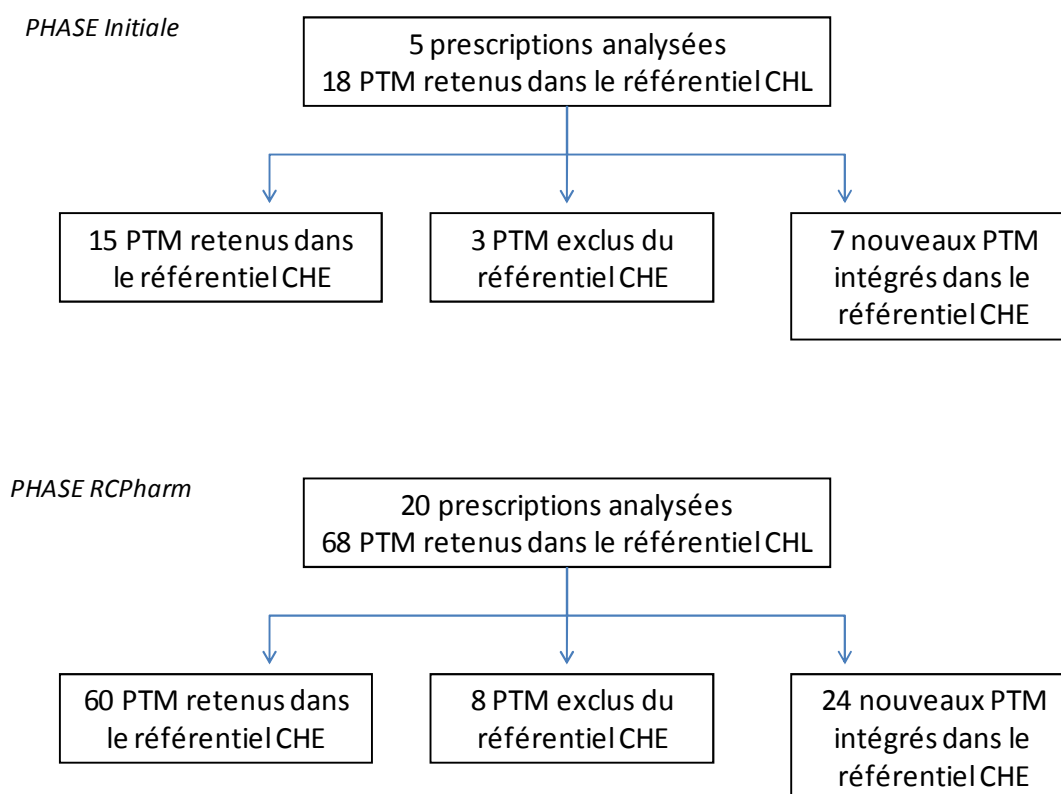 PHASE Initiale
5 prescriptions analysées
18 PTM retenus dans le référentiel CHL
15 PTM retenus dans
le référentiel CHE
3 PTM exclus du
référentiel CHE
7 nouveaux PTM
intégrés dans le
référentiel CHE
PHASE RCPharm
20 prescriptions analysées
68 PTM retenus dans le référentiel CHL
60 PTM retenus dans
le référentiel CHE
8 PTM exclus du
référentiel CHE
24 nouveaux PTM
intégrés dans le
référentiel CHE